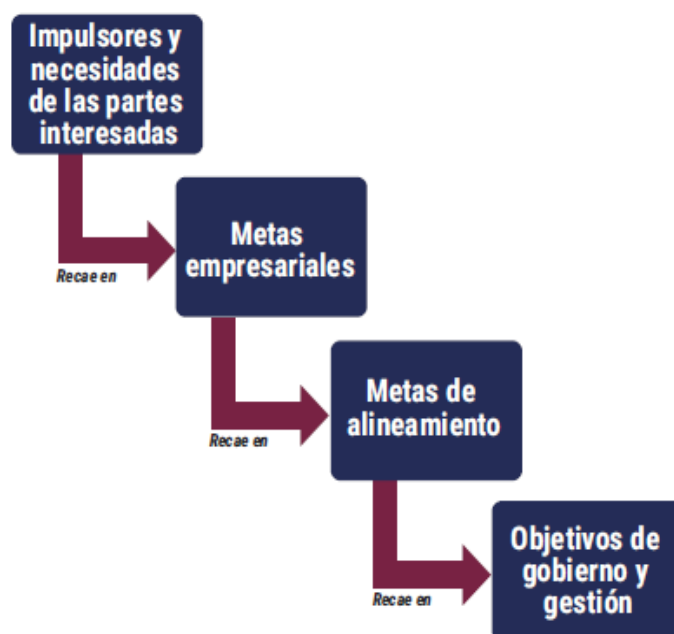 Impulsores y
necesidades
de las partes
interesadas
Recae en
Metas
empresariales
Recae en
Metas de
alineamiento
Recae en
Objetivos de
gobierno y
gestión